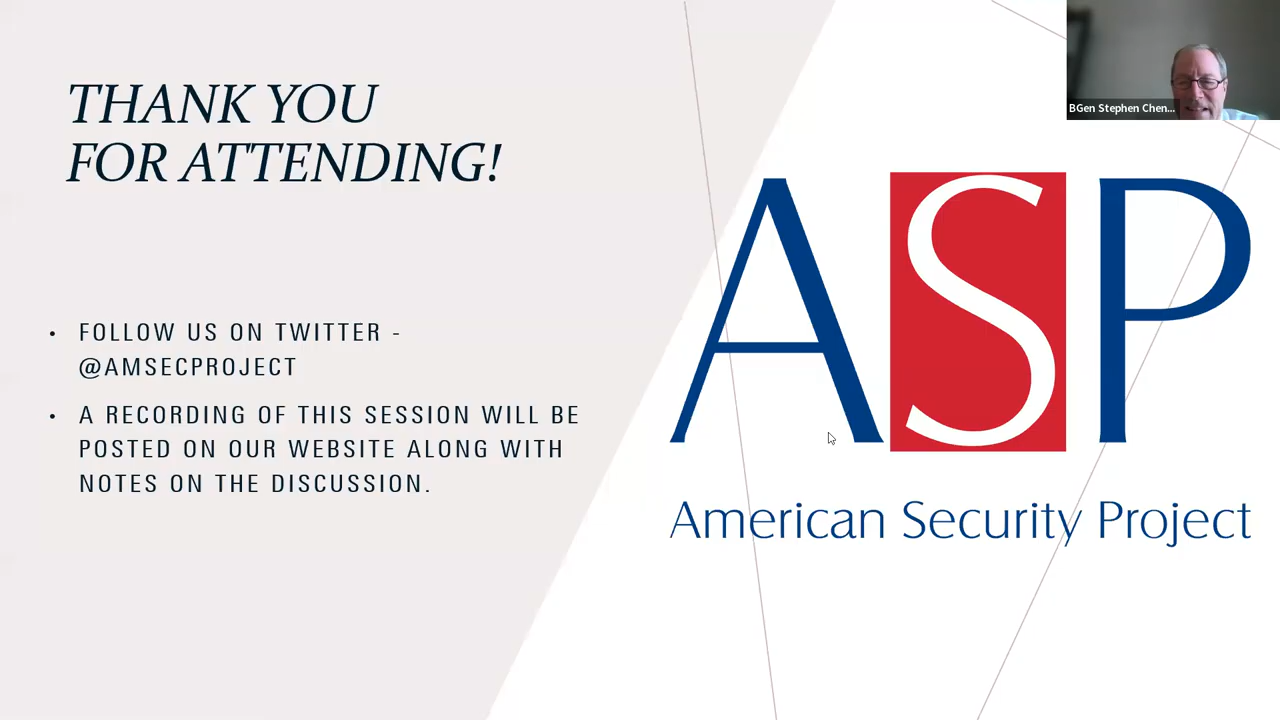 THANK YOU
FOR ATTENDING!
• FOLLOW US ON TWITTER -
@AMSECPROJECT
• A RECORDING OF THIS SESSION WILL BE
POSTED ON OUR WEBSITE ALONG WITH
NOTES ON THE DISCUSSION.
BGen Stephen Chen...
ASP
American Security Project